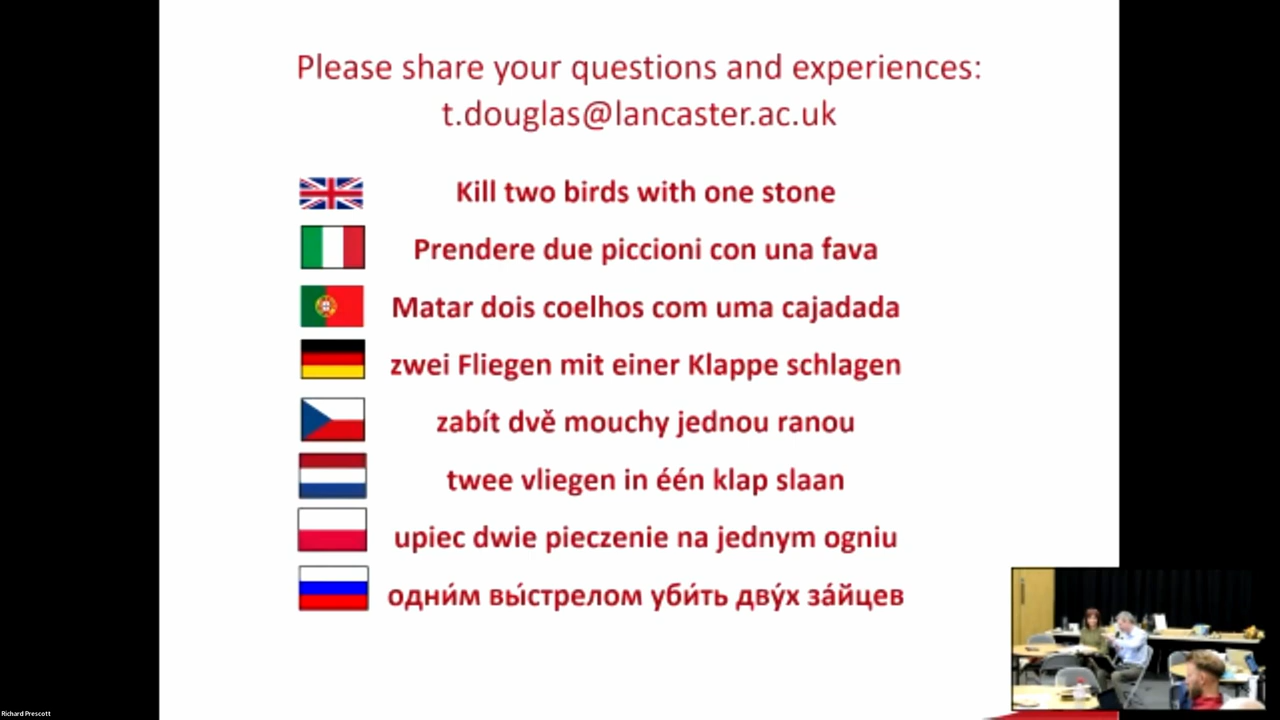 Please share your questions and experiences:
t.douglas@lancaster.ac.uk
Kill two birds with one stone
Prendere due piccioni con una fava
Matar dois coelhos com uma cajadada
zwei Fliegen mit einer Klappe schlagen
zabít dvě mouchy jednou ranou
twee vliegen in één klap slaan
upiec dwie pieczenie na jednym ogniu
одни́м вы́стрелом уби́ть дву́х за́йцев
Richard Prescott